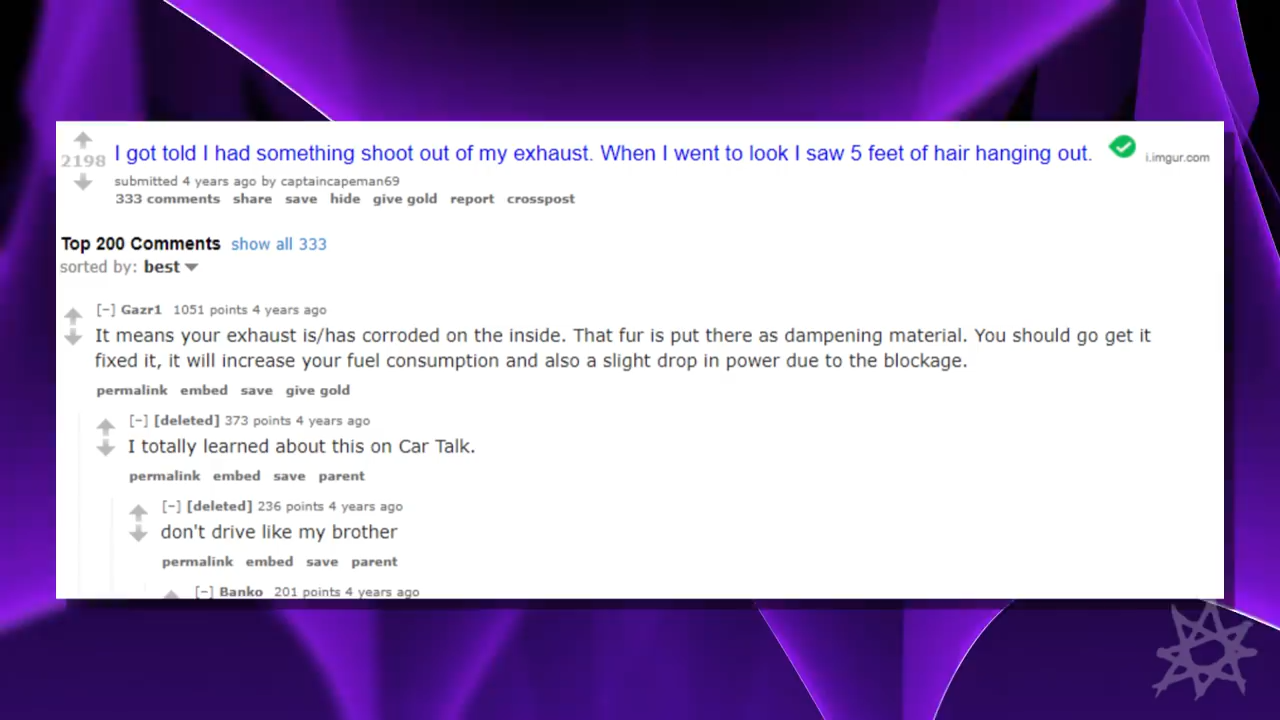 2198
I got told I had something shoot out of my exhaust. When I went to look I saw 5 feet of hair hanging out.
i.imgur.com
submitted 4 years ago by captaincapeman69
333 comments share save hide give gold report crosspost
Top 200 Comments show all 333
sorted by: best
[–] Gazr1 1051 points 4 years ago
It means your exhaust is/has corroded on the inside. That fur is put there as dampening material. You should go get it
fixed it, it will increase your fuel consumption and also a slight drop in power due to the blockage.
permalink embed save give gold
[–] [deleted] 373 points 4 years ago
I totally learned about this on Car Talk.
permalink embed save parent
[–] [deleted] 236 points 4 years ago
don't drive like my brother
permalink embed save parent
[–] Banko 201 points 4 years ago